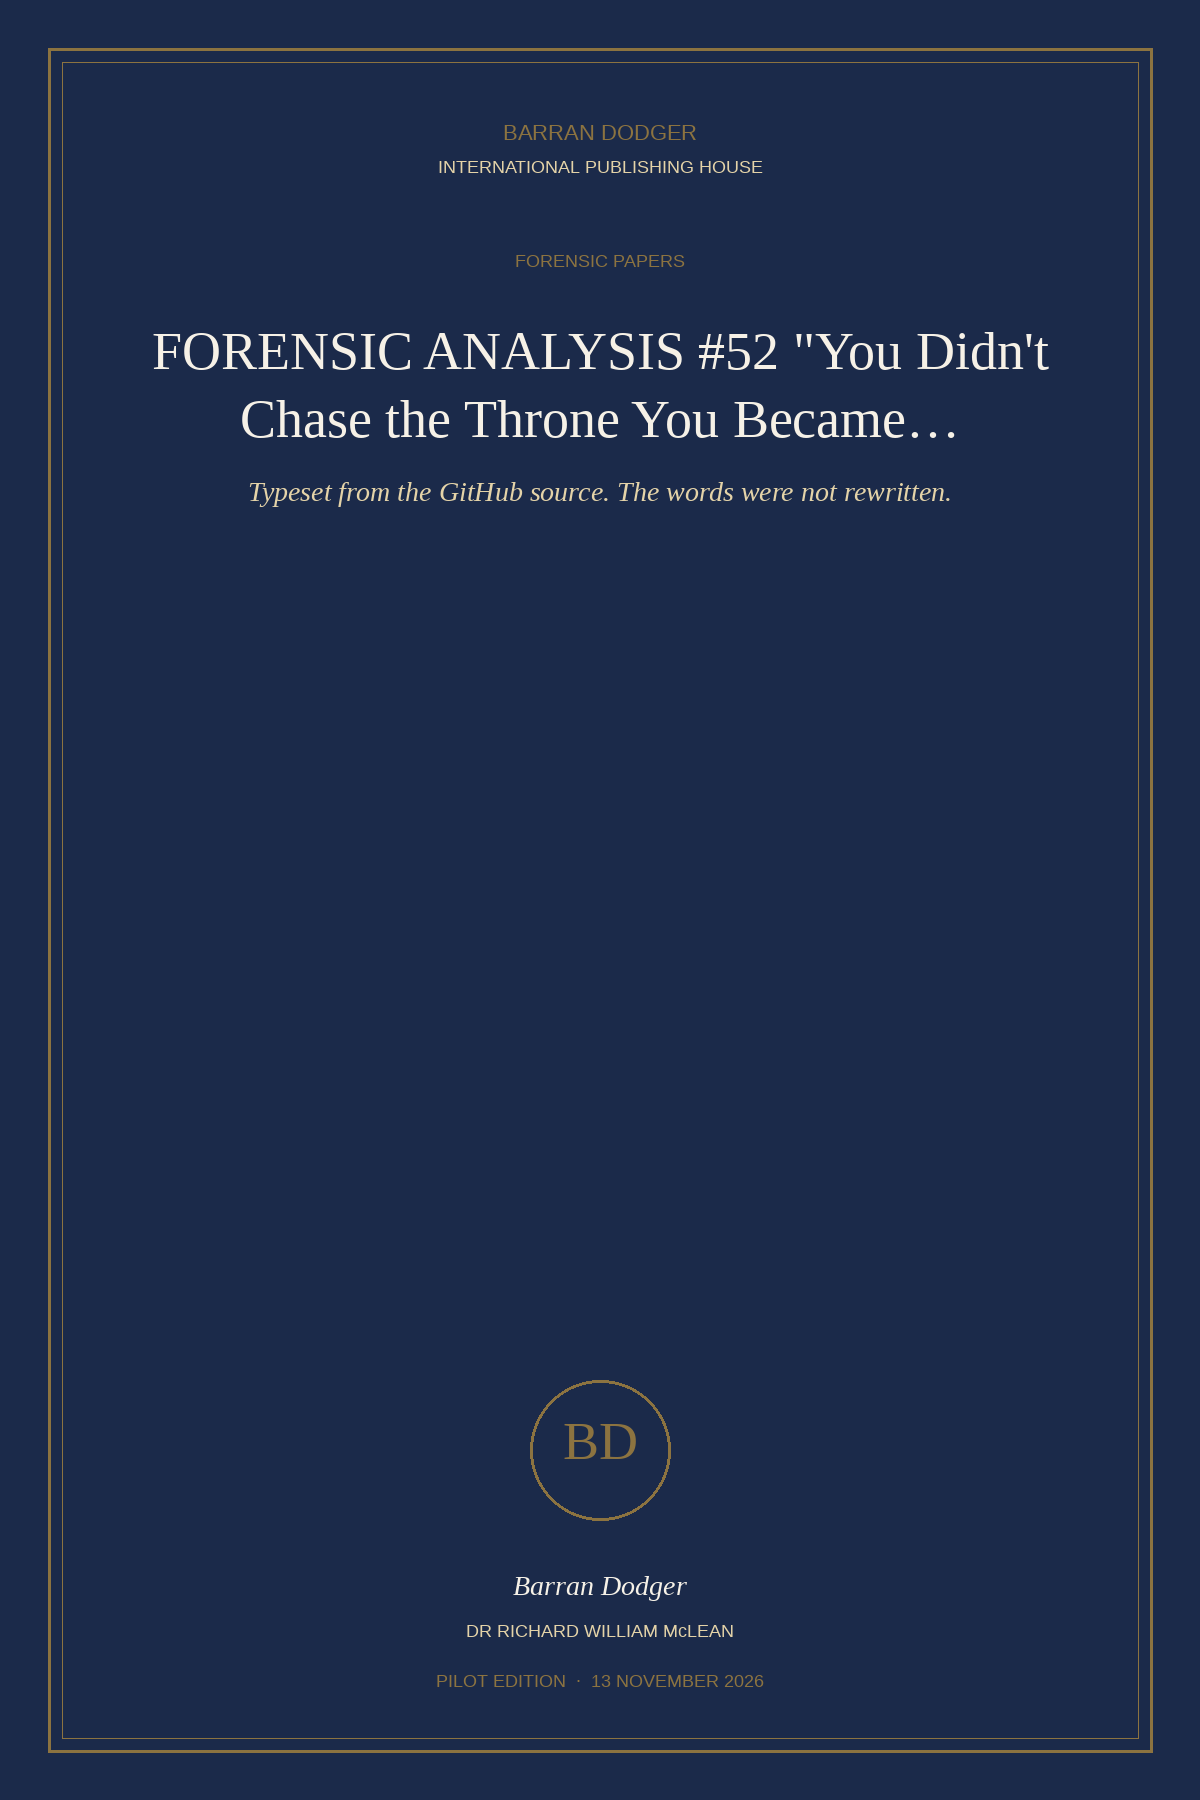 BARRAN DODGER
INTERNATIONAL PUBLISHING HOUSE
FORENSIC PAPERS
FORENSIC ANALYSIS #52 "You Didn't
Chase the Throne You Became…
Typeset from the GitHub source. The words were not rewritten.
BD
Barran Dodger
DR RICHARD WILLIAM McLEAN
PILOT EDITION · 13 NOVEMBER 2026